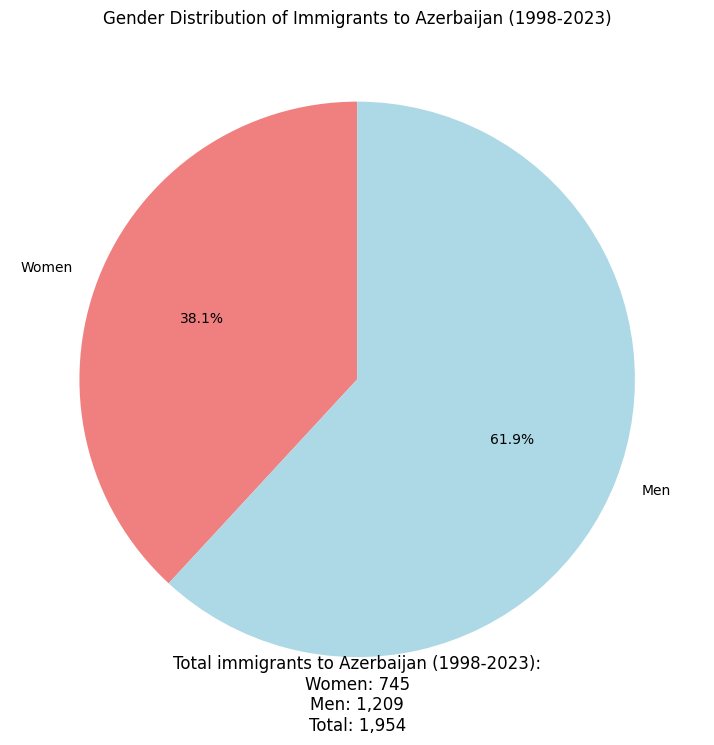 Gender Distribution of Immigrants to Azerbaijan (1998-2023)
Women
38.1%
61.9%
Men
Total immigrants to Azerbaijan (1998-2023):
Women: 745
Men: 1,209
Total: 1,954